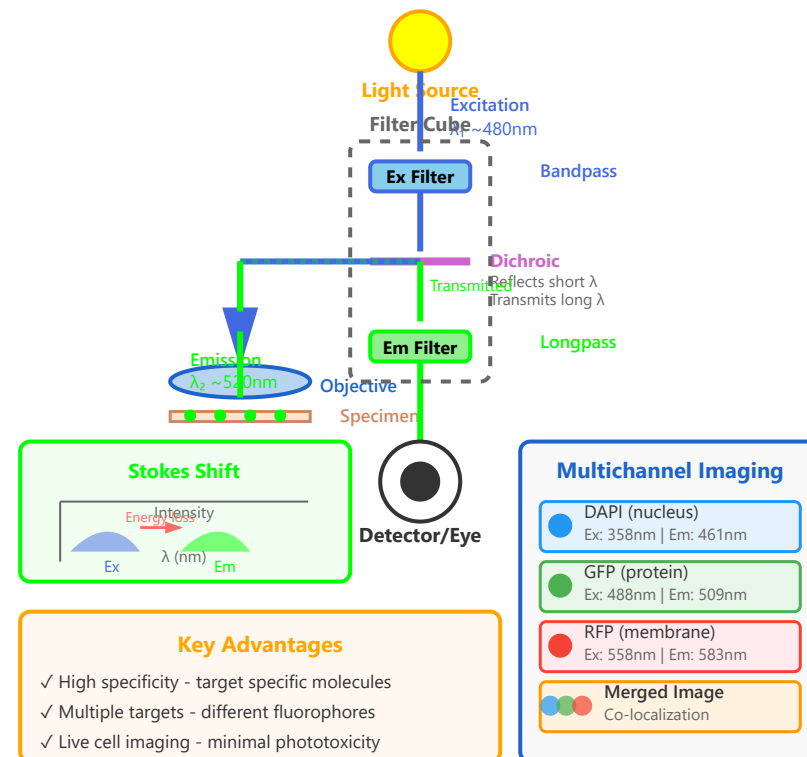 Light Source
Excitation
λ₁ ~480nm
Filter Cube
Ex Filter
Bandpass
Dichroic
Reflects short λ
Transmits long λ
Transmitted
Em Filter
Longpass
Emission
λ₂ ~520nm
Objective
Specimen
Detector/Eye
Stokes Shift
Intensity
Energy loss
λ (nm)
Ex
Em
Key Advantages
✓ High specificity - target specific molecules
✓ Multiple targets - different fluorophores
✓ Live cell imaging - minimal phototoxicity
Multichannel Imaging
DAPI (nucleus)
Ex: 358nm | Em: 461nm
GFP (protein)
Ex: 488nm | Em: 509nm
RFP (membrane)
Ex: 558nm | Em: 583nm
Merged Image
Co-localization